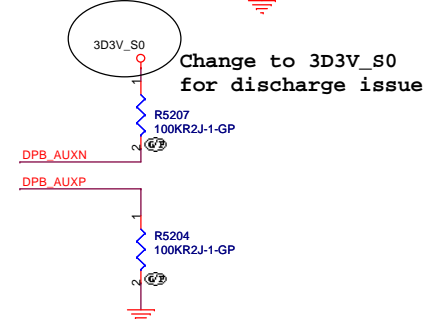 3D3V_S0
Change to 3D3V_S0
for discharge issue
1
R5207
100KR2J-1-GP
2
G/P
DPB_AUXN
DPB_AUXP
1
R5204
100KR2J-1-GP
2
G/P